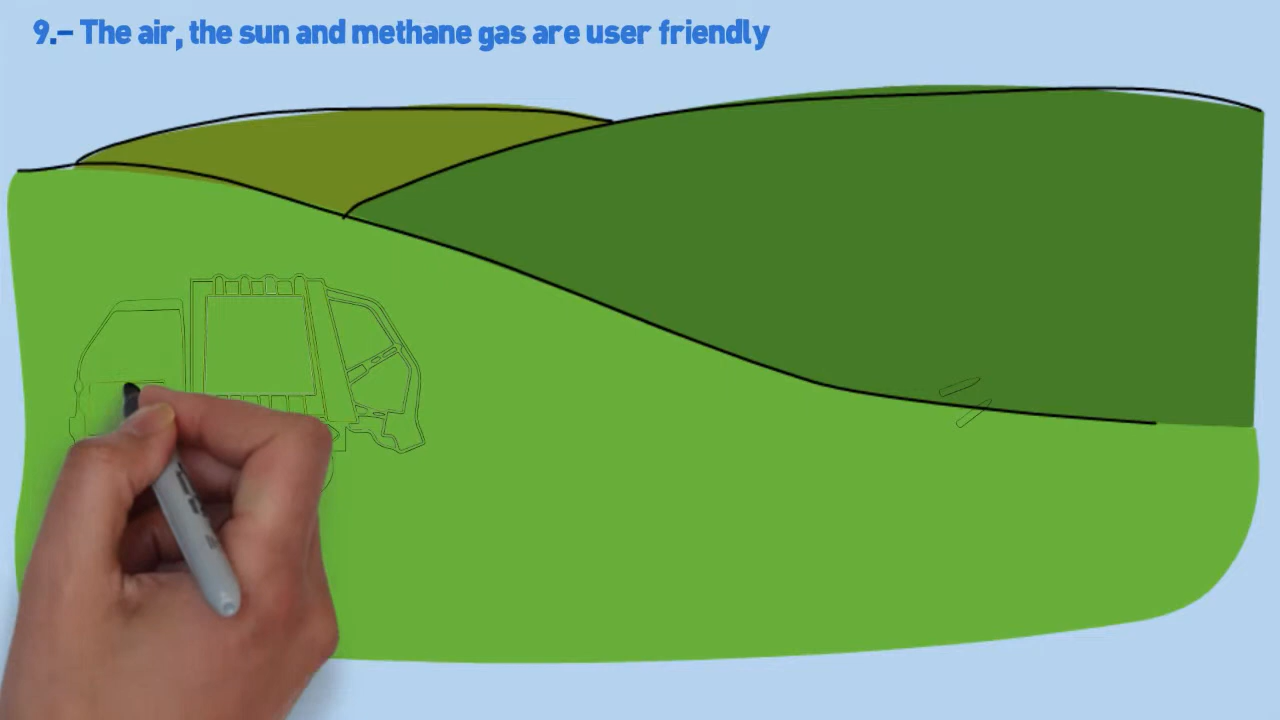 9.– The air, the sun and methane gas are user friendly